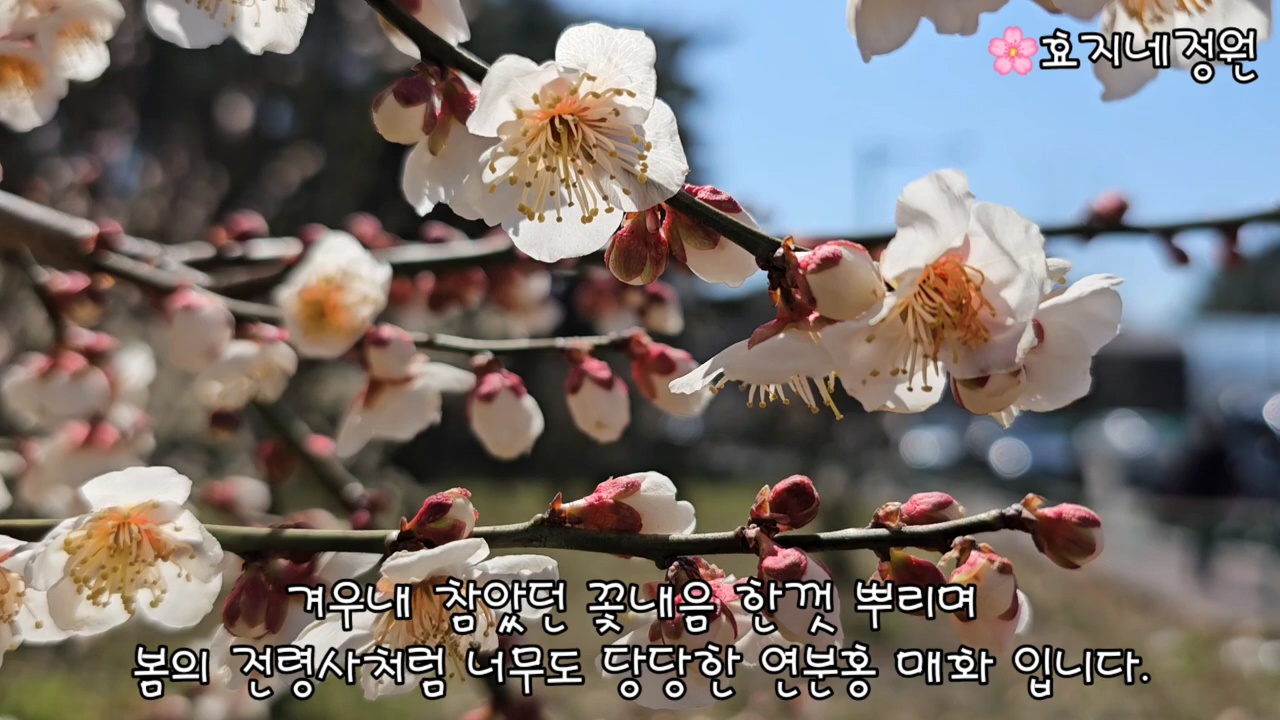 🌸효지네정원
겨우내 참았던 꽃내음 한껏 뿌리며
봄의 전령사처럼 너무도 당당한 연분홍 매화 입니다.